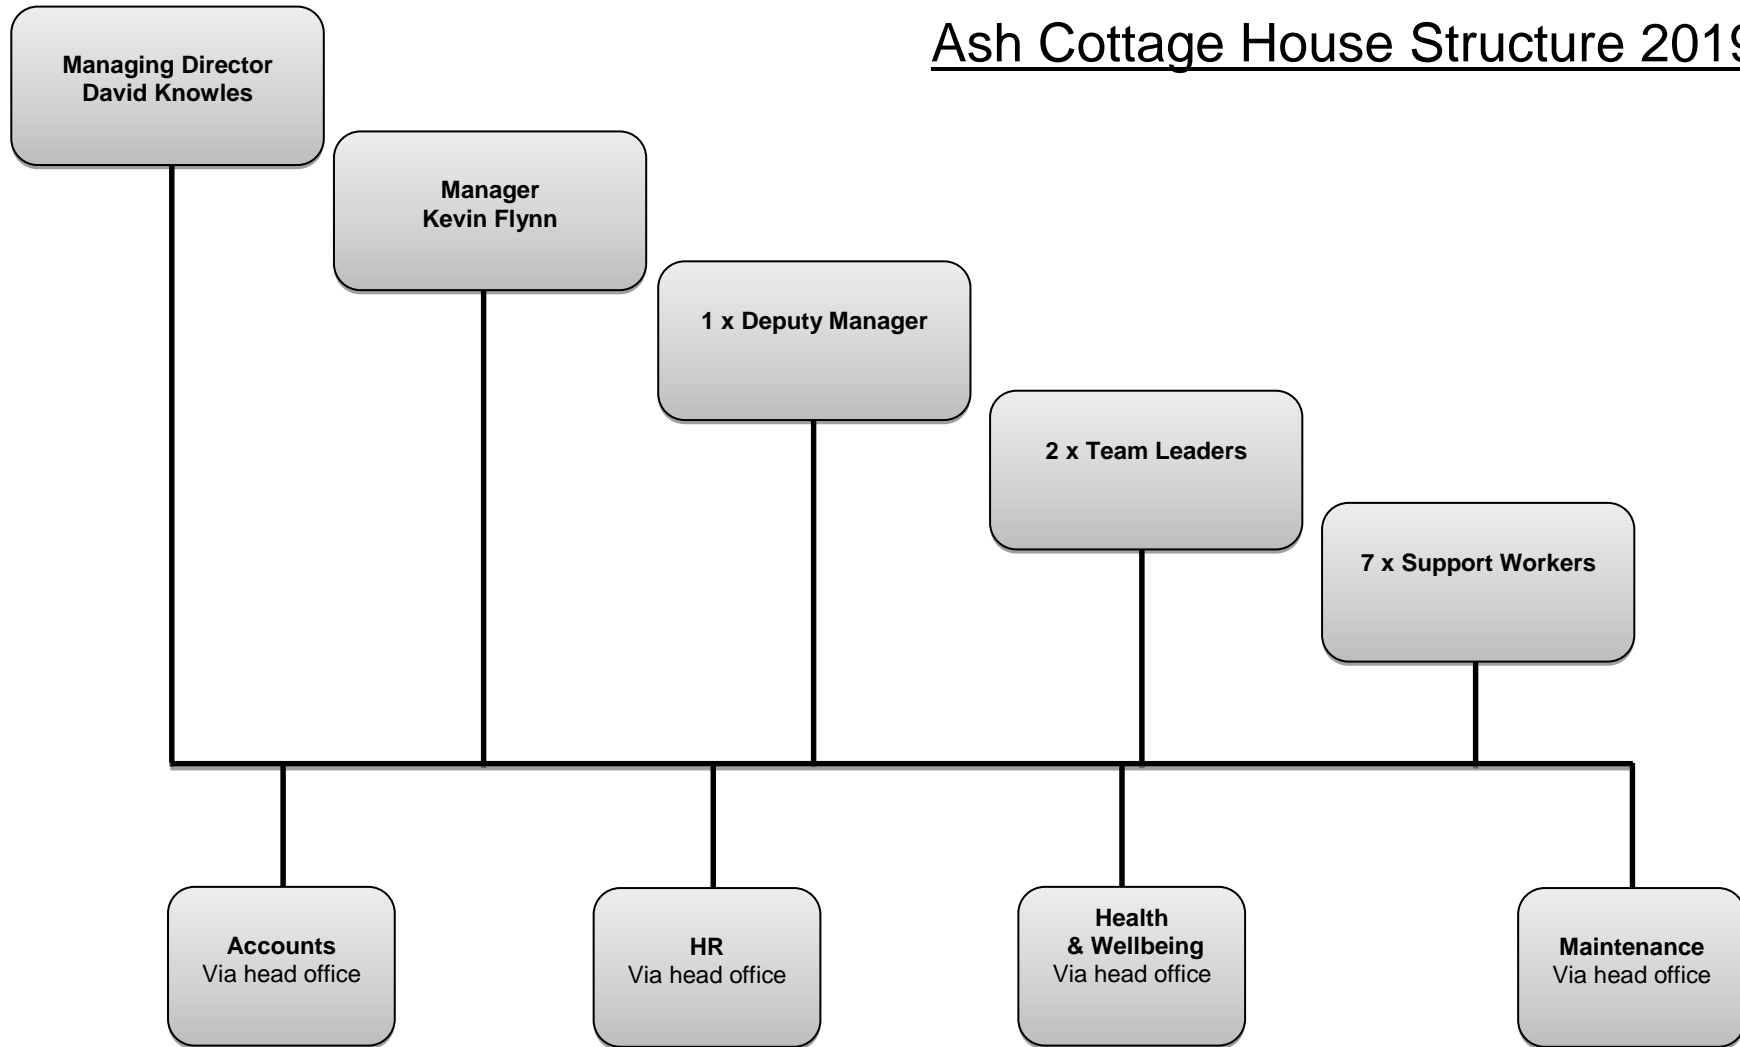 Ash Cottage House Structure 2019
Managing Director
David Knowles
Manager
Kevin Flynn
1 x Deputy Manager
2 x Team Leaders
7 x Support Workers
Accounts
Via head office
HR
Via head office
Health
& Wellbeing
Via head office
Maintenance
Via head office